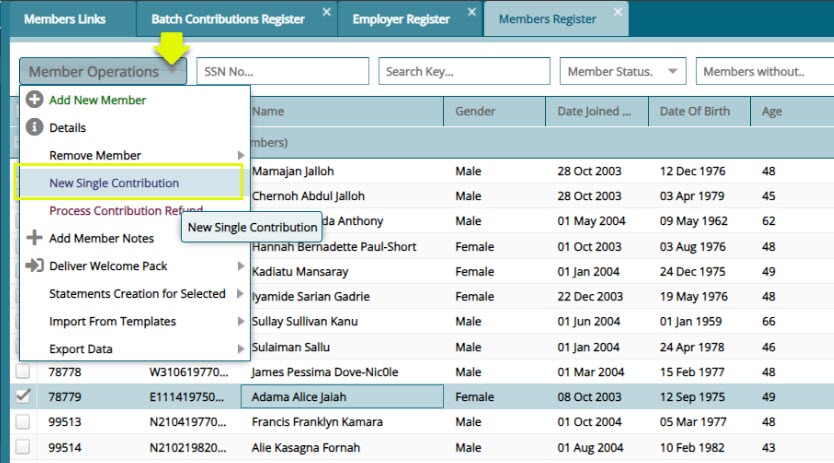 Members Links
Batch Contributions Register
Employer Register
Members Register
Member Operations
SSN No...
Search Key...
Member Status.
Members without..
Name Gender Date Joined ... Date Of Birth Age
mbers)
Add New Member
Details
Remove Member
New Single Contribution
Process Contribution Refund
Add Member Notes
Deliver Welcome Pack
Statements Creation for Selected
Import From Templates
Export Data
New Single Contribution
Mamajan Jalloh Male 28 Oct 2003 12 Dec 1976 48
Chernoh Abdul Jalloh Male 28 Oct 2003 03 Apr 1979 45
da Anthony Male 01 May 2004 09 May 1962 62
Hannah Bernadette Paul-Short Female 01 Oct 2003 03 Aug 1976 48
Kadiatu Mansaray Female 01 Jan 2004 24 Dec 1975 49
Iyamide Sarian Gadrie Female 22 Dec 2003 19 May 1976 48
Sullay Sullivan Kanu Male 01 Jun 2004 01 Jan 1959 66
Sulaiman Sallu Male 01 Jan 2004 24 Apr 1978 46
78778 W310619770... James Pessima Dove-Nic0le Male 01 Mar 2004 15 Feb 1977 48
78779 E111419750... Adama Alice Jaiah Female 08 Oct 2003 12 Sep 1975 49
99513 N210419770... Francis Franklyn Kamara Male 01 Oct 2004 05 Mar 1977 48
99514 N210219820... Alie Kasagna Fornah Male 01 Aug 2004 10 Feb 1982 43